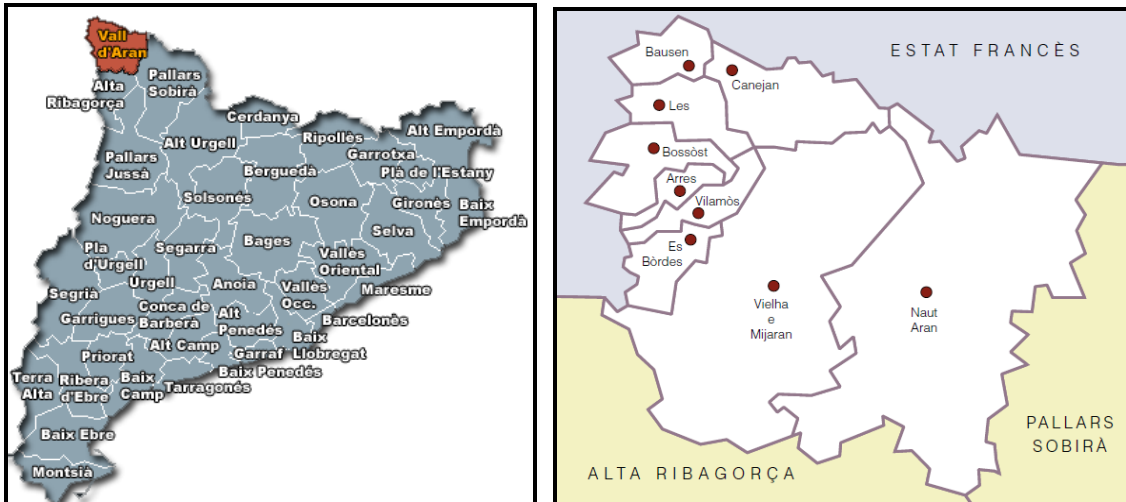 Vall
d'Aran
Pallars
Sobirà
Alta
Ribagorça
Cerdanya
Alt Empordà
Ripollès
Alt Urgell
Garrotxa
Pallars
Jussà
Berguedà
Plà de l'Estany
Solsonés
Osona
Gironès
Baix
Empordà
Noguera
Selva
Segarra
Bages
Pla
d'Urgell
Vallès
Oriental
Urgell
Anoia
Vallès
Occ.
Maresme
Segrià
Conca de
Barberà
Alt
Penedés
Garrigues
Barcelonès
Alt Camp
Baix
Llobregat
Garraf
Priorat
Baix Penedés
Terra
Alta
Ribera
d'Ebre
Baix
Camp
Tarragonés
Baix Ebre
Montsià
ESTAT FRANCÈS
Bausen
Canejan
Les
Bossòst
Arres
Vilamòs
Es
Bòrdes
Vielha
e
Mijaran
Naut
Aran
PALLARS
SOBIRÀ
ALTA RIBAGORÇA